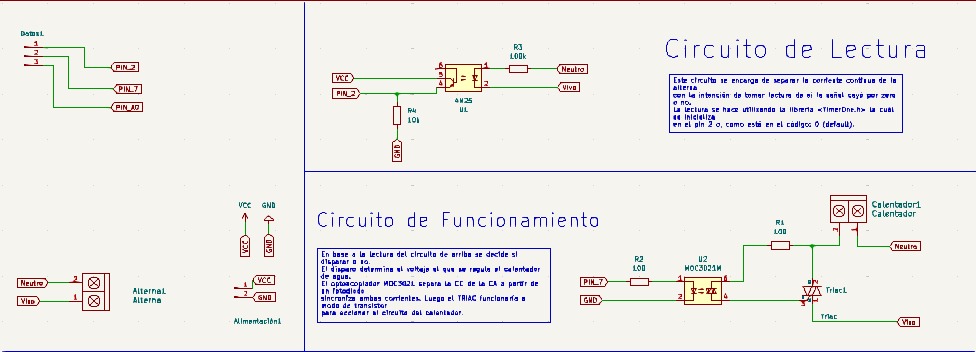 Datos1
1
2
3
PIN_2
PIN_7
PIN_A0
VCC
GND
VCC
GND
Neutro
2
Vivo
1
Alterna1
Alterna
1
VCC
2
GND
Alimentación1
Circuito de Lectura
R3
100k
VCC
PIN_2
6
5
4
1
2
Neutro
Vivo
4N25
U1
R4
10k
GND
Este circuito se encarga de separar la corriente continua de la
alterna
con la intención de tomar lectura de si la señal cayó por zero
o no.
La lectura se hace utilizando la librería <TimerOne.h> la cuál
se inicializa
en el pin 2 o, como está en el código: 0 (default).
Circuito de Funcionamiento
En base a la lectura del circuito de arriba se decide si
disparar o no.
El disparo determina el voltaje al que se regula el calentador
de agua.
El optoacoplador MOC3021 separa la CC de la CA a partir de
un fotodiodo
sincroniza ambas corrientes. Luego el TRIAC funcionaría a
modo de transistor
para accionar el circuito del calentador.
PIN_7
GND
R2
100
U2
MOC3021M
1
2
6
4
R1
100
Calentador1
Calentador
2
1
Neutro
Triac1
Triac
Vivo